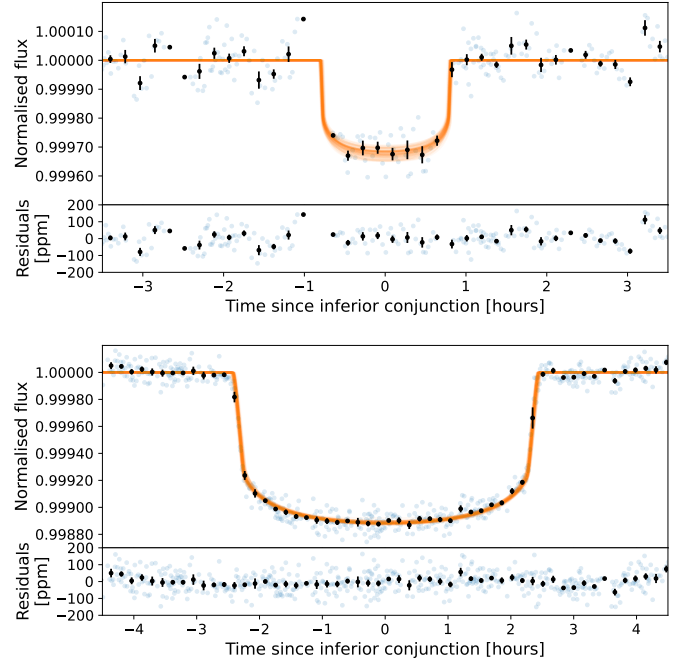 1.00010
1.00000
0.99990
0.99980
0.99970
0.99960
Normalised flux
200
100
0
−100
−200
Residuals
[ppm]
−3 −2 −1 0 1 2 3
Time since inferior conjunction [hours]
1.00000
0.99980
0.99960
0.99940
0.99920
0.99900
0.99880
Normalised flux
200
100
0
−100
−200
Residuals
[ppm]
−4 −3 −2 −1 0 1 2 3 4
Time since inferior conjunction [hours]